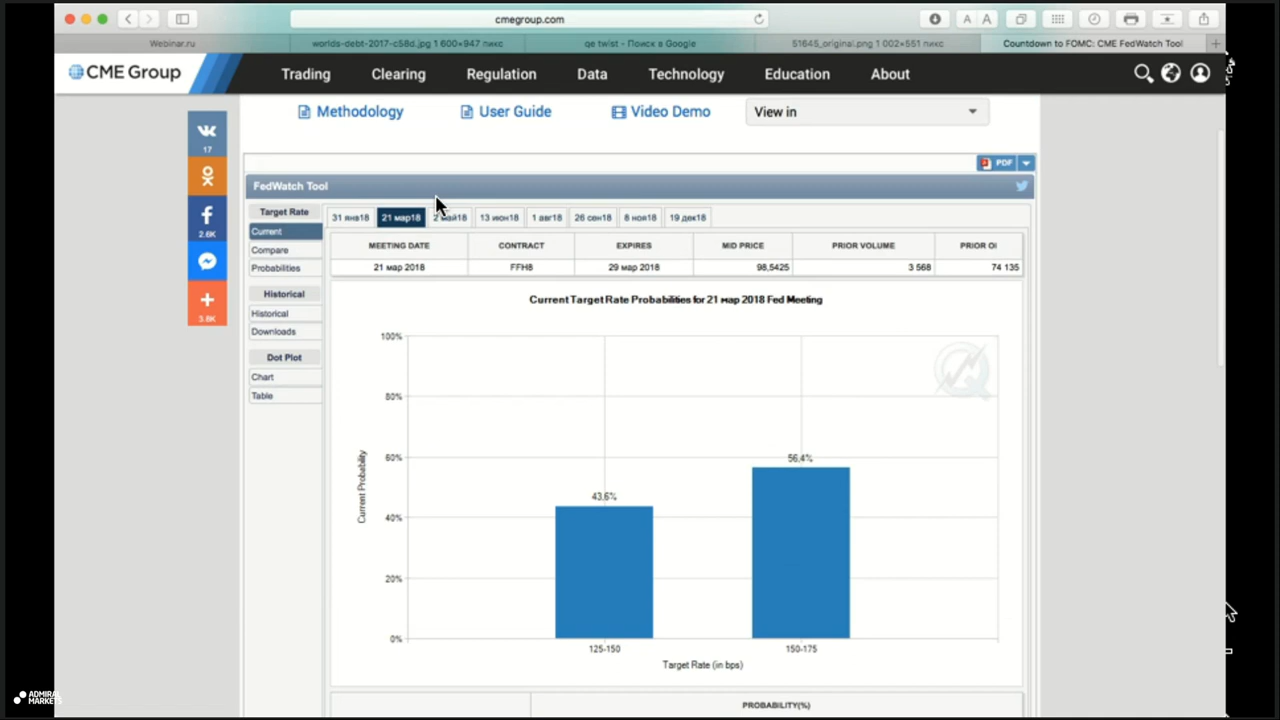 cmegroup.com
A A
Webinar.ru
worlds-debt-2017-c58d.jpg 1 600×947 пикс
qe twist - Поиск в Google
51645_original.png 1 002×551 пикс
Countdown to FOMC: CME FedWatch Tool
CME Group
Trading
Clearing
Regulation
Data
Technology
Education
About
Methodology
User Guide
Video Demo
View in
17
2.6K
3.8K
PDF
FedWatch Tool
Target Rate
Current
Compare
Probabilities
Historical
Historical
Downloads
Dot Plot
Chart
Table
31 янв18
21 мар18
2 май18
13 июн18
1 авг18
26 сен18
8 ноя18
19 дек18
MEETING DATE CONTRACT EXPIRES MID PRICE PRIOR VOLUME PRIOR OI
21 мар 2018 FFH8 29 мар 2018 98,5425 3 568 74 135
Current Target Rate Probabilities for 21 мар 2018 Fed Meeting
100%
80%
60%
40%
20%
0%
Current Probability
43,6%
56,4%
125-150
150-175
Target Rate (in bps)
PROBABILITY(%)
ADMIRAL
MARKETS